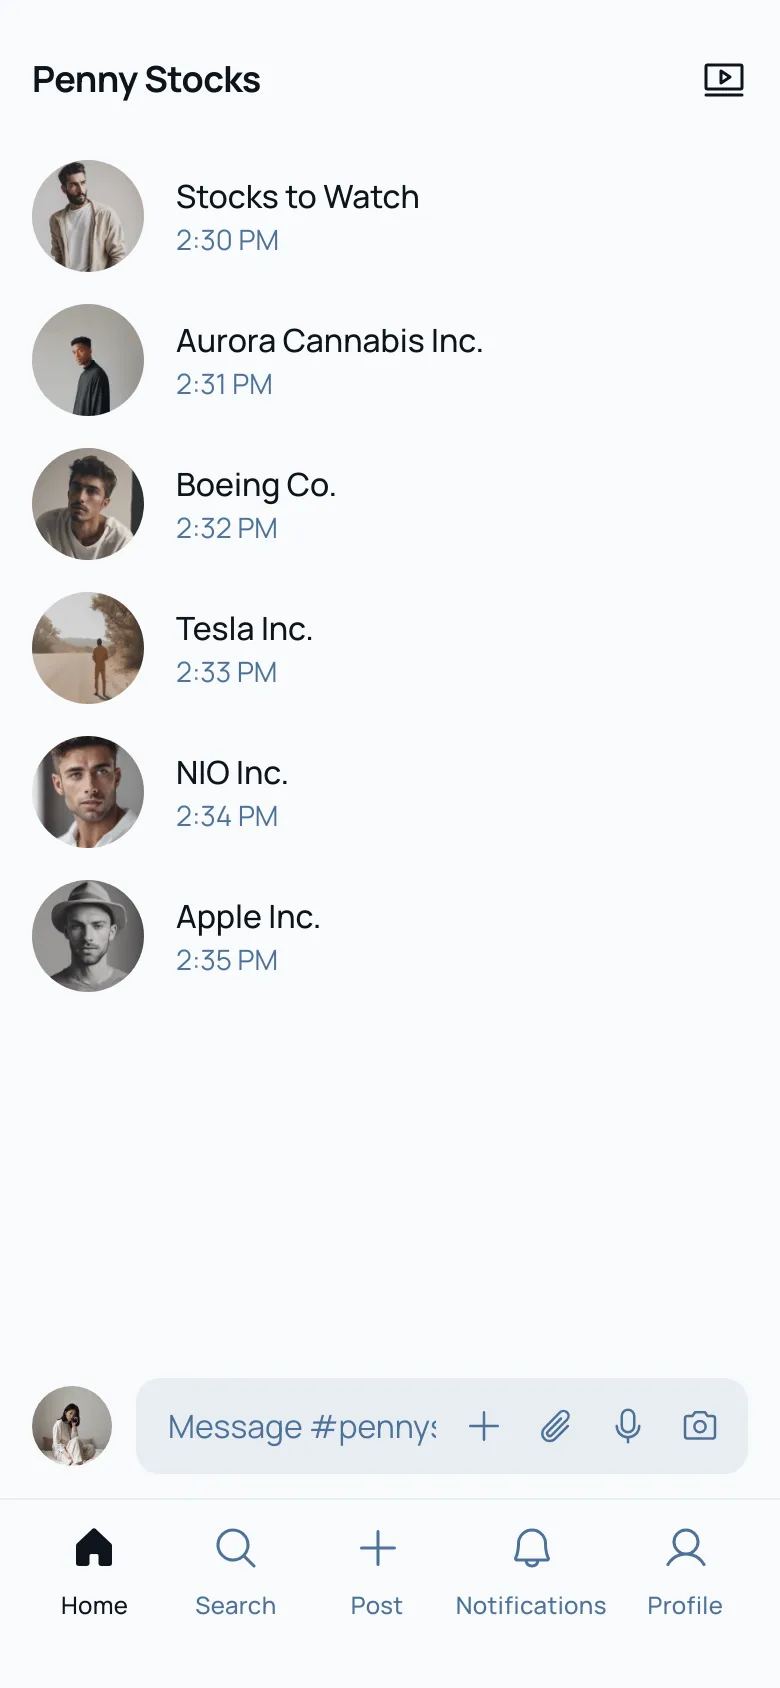 Penny Stocks
Stocks to Watch
2:30 PM
Aurora Cannabis Inc.
2:31 PM
Boeing Co.
2:32 PM
Tesla Inc.
2:33 PM
NIO Inc.
2:34 PM
Apple Inc.
2:35 PM
Message #pennys
Home
Search
Post
Notifications
Profile